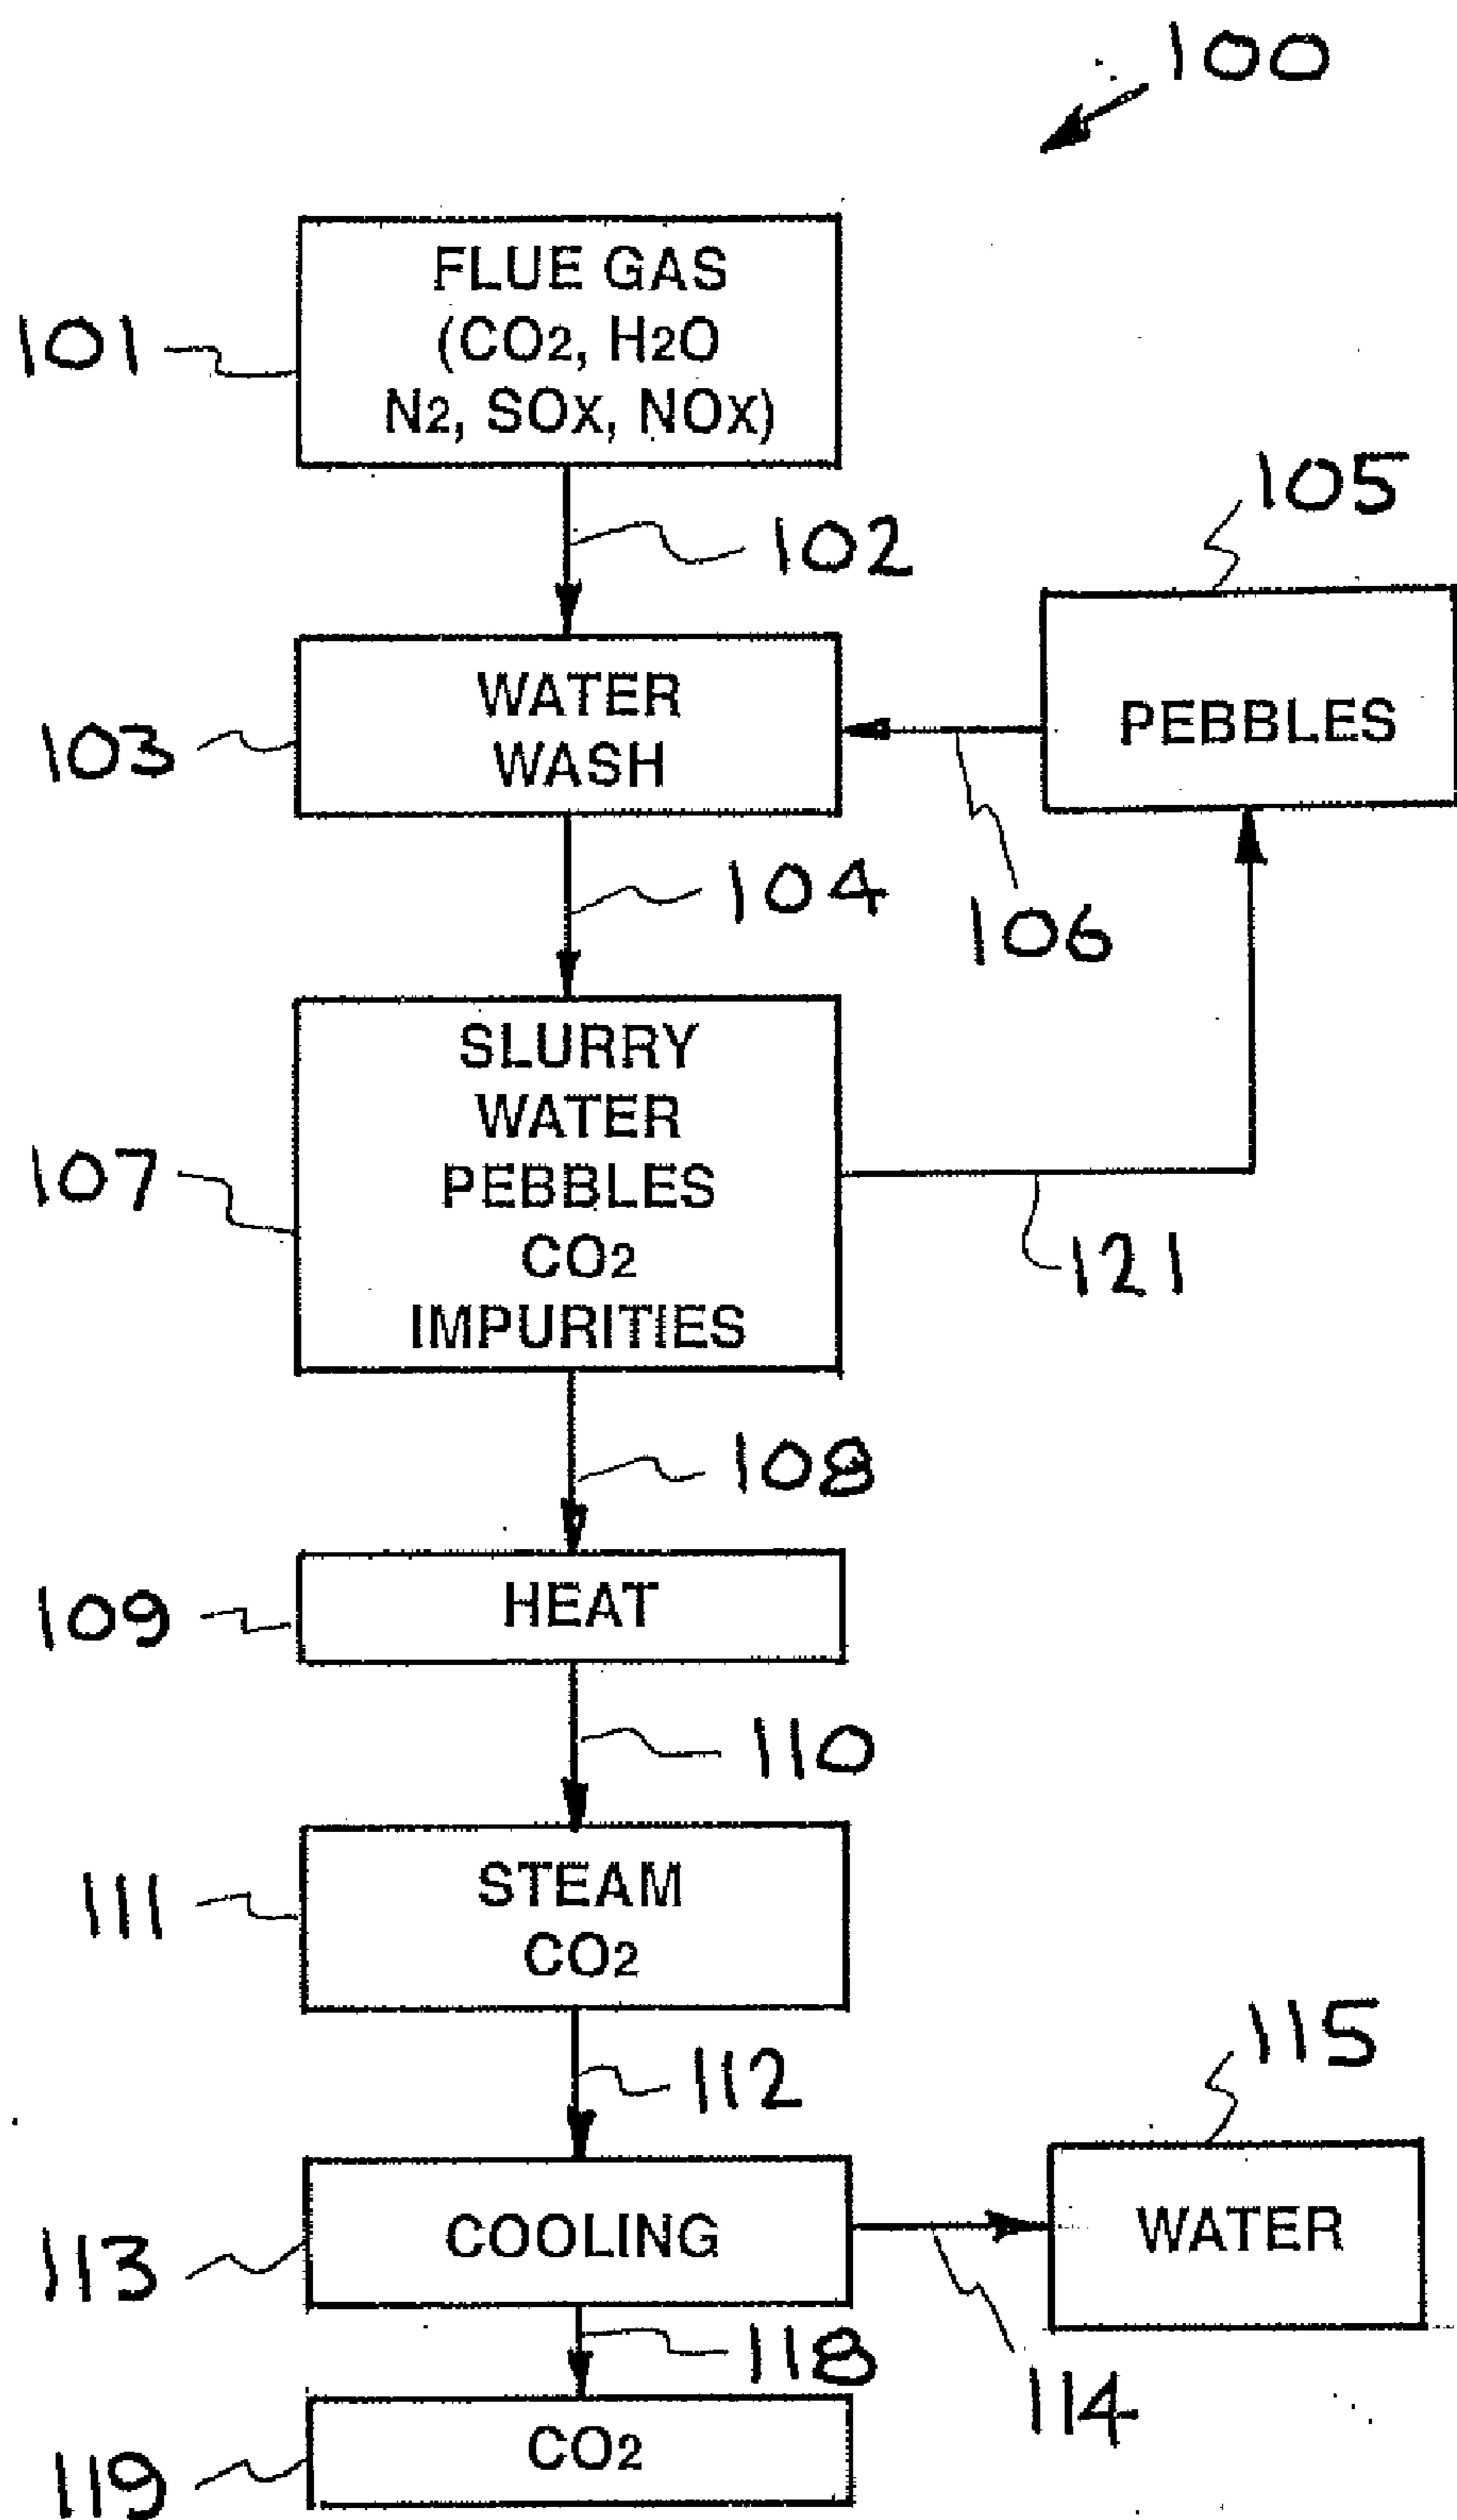 100
FLUE GAS
(CO2, H2O
N2, SOX, NOX)
101
102
105
PEBBLES
WATER
WASH
103
106
104
SLURRY
WATER
PEBBLES
CO2
IMPURITIES
107
121
108
HEAT
109
110
STEAM
CO2
111
112
115
WATER
COOLING
113
114
118
CO2
119